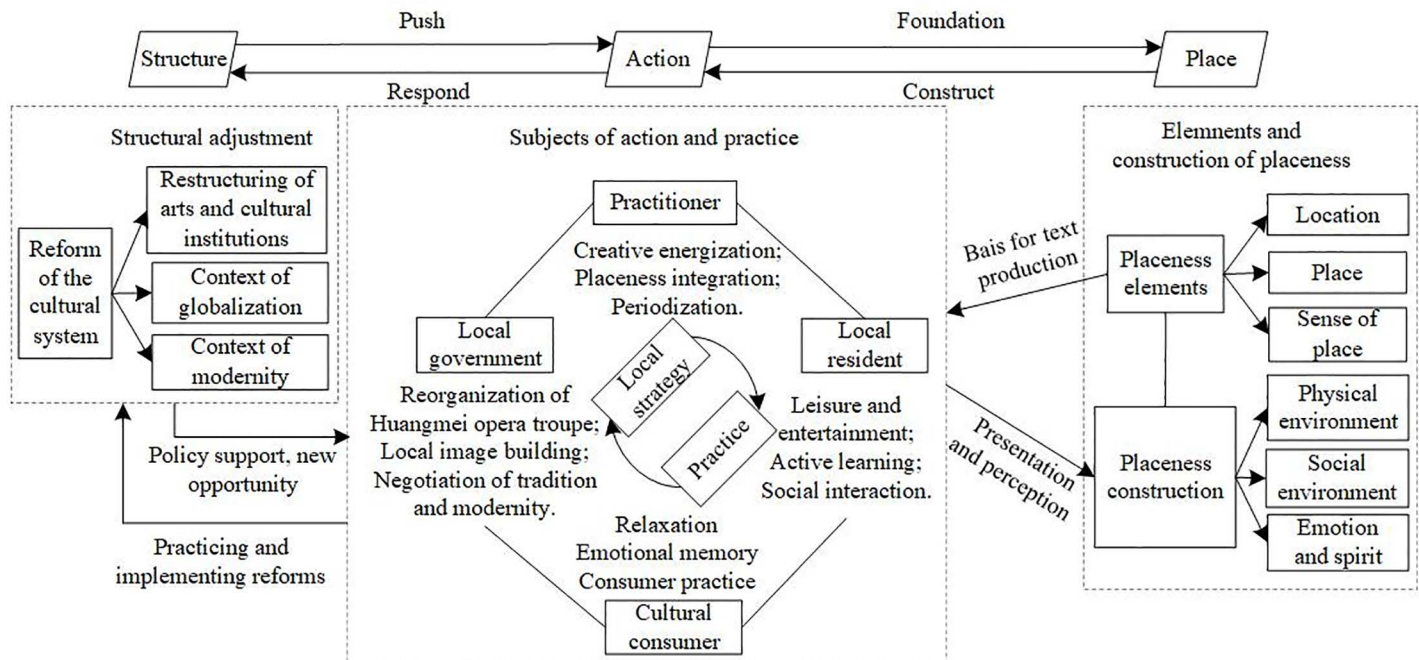 Push
Foundation
Structure
Action
Place
Respond
Construct
Structural adjustment
Reform
of the
cultural
system
Restructuring of
arts and cultural
institutions
Context of
globalization
Context of
modernity
Policy support, new
opportunity
Practicing and
implementing reforms
Subjects of action and practice
Practitioner
Creative energization;
Placeness integration;
Periodization.
Local
government
Reorganization of
Huangmei opera troupe;
Local image building;
Negotiation of tradition
and modernity.
Local
strategy
Practice
Local
resident
Leisure and
entertainment;
Active learning;
Social interaction.
Relaxation
Emotional memory
Consumer practice
Cultural
consumer
Bais for text
production
Presentation
and perception
Elemnents and
construction of placeness
Placeness
elements
Location
Place
Sense of
place
Placeness
construction
Physical
environment
Social
environment
Emotion
and spirit